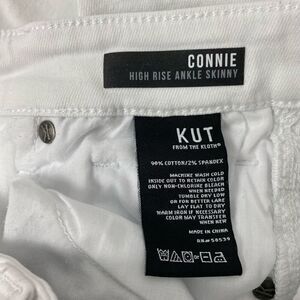 CONNIE
HIGH RISE ANKLE SKINNY
KUT
FROM THE KLOTH®
98% COTTON/2% SPANDEX
MACHINE WASH COLD
INSIDE OUT TO RETAIN COLOR
ONLY NON-CHLORINE BLEACH
WHEN NEEDED
TUMBLE DRY LOW
OR FOR BETTER LARE
LAY FLAT TO DRY
WARM IRON IF NECESSARY
COLOR MAY TRANSFER
WHEN NEW
MADE IN CHINA
RN# 58539